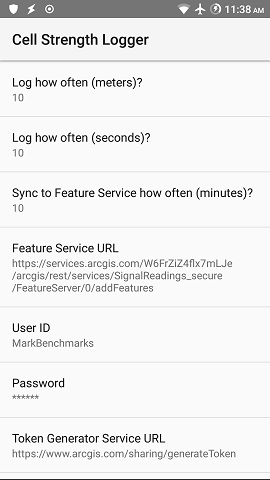 11:38 AM
Cell Strength Logger
Log how often (meters)?
10
Log how often (seconds)?
10
Sync to Feature Service how often (minutes)?
10
Feature Service URL
https://services.arcgis.com/W6FrZiZ4flx7mLJe
/arcgis/rest/services/SignalReadings_secure
/FeatureServer/0/addFeatures
User ID
MarkBenchmarks
Password
******
Token Generator Service URL
https://www.arcgis.com/sharing/generateToken